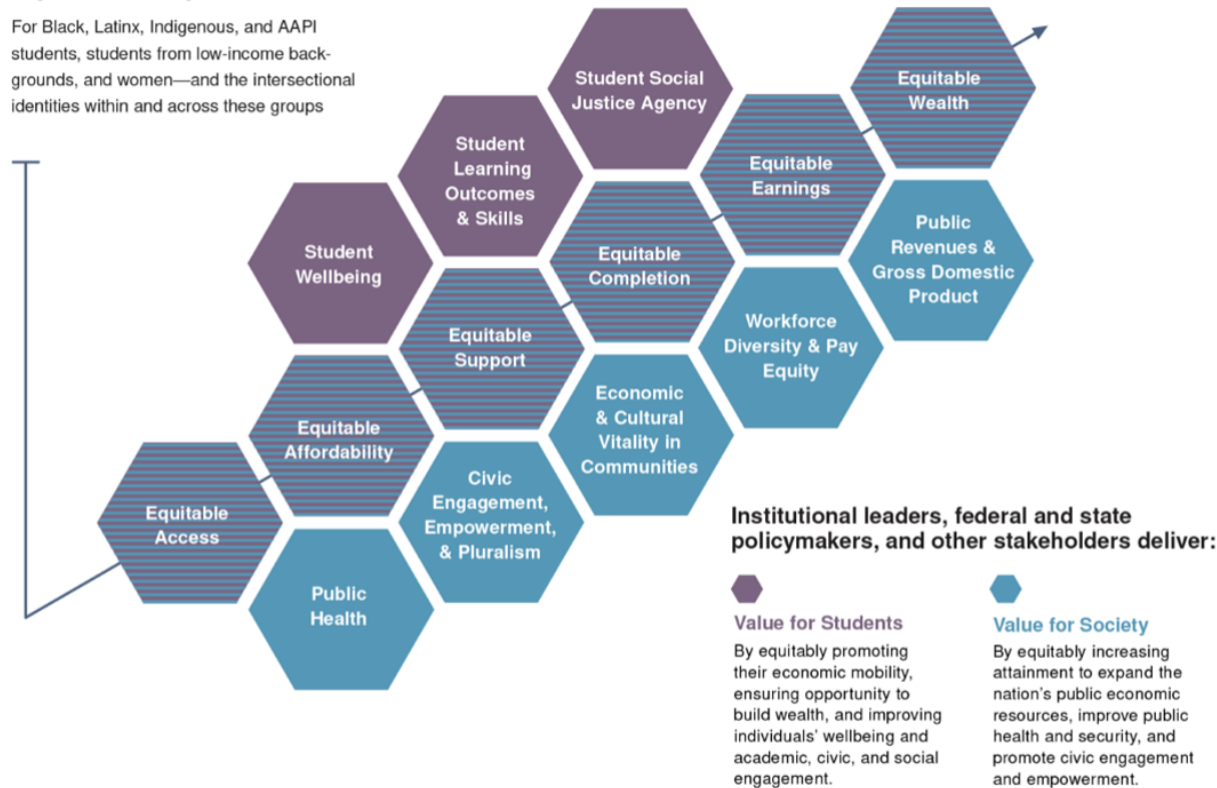 For Black, Latinx, Indigenous, and AAPI
students, students from low-income back-
grounds, and women—and the intersectional
identities within and across these groups
Student Social
Justice Agency
Equitable
Wealth
Student
Learning
Outcomes
& Skills
Equitable
Earnings
Student
Wellbeing
Equitable
Completion
Public
Revenues &
Gross Domestic
Product
Equitable
Support
Workforce
Diversity & Pay
Equity
Equitable
Affordability
Economic
& Cultural
Vitality in
Communities
Equitable
Access
Civic
Engagement,
Empowerment,
& Pluralism
Public
Health
Institutional leaders, federal and state
policymakers, and other stakeholders deliver:
Value for Students
By equitably promoting
their economic mobility,
ensuring opportunity to
build wealth, and improving
individuals’ wellbeing and
academic, civic, and social
engagement.
Value for Society
By equitably increasing
attainment to expand the
nation’s public economic
resources, improve public
health and security, and
promote civic engagement
and empowerment.